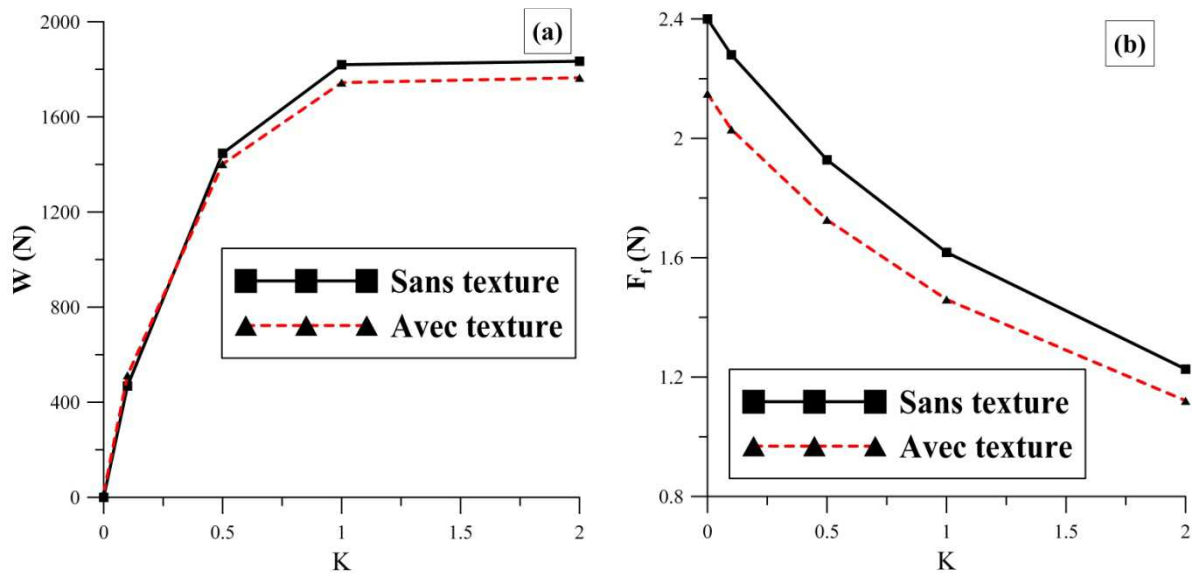 (a)
2000
1600
1200
800
400
0
W (N)
Sans texture
Avec texture
0 0.5 1 1.5 2
K
(b)
2.4
2
1.6
1.2
0.8
Ff (N)
Sans texture
Avec texture
0 0.5 1 1.5 2
K